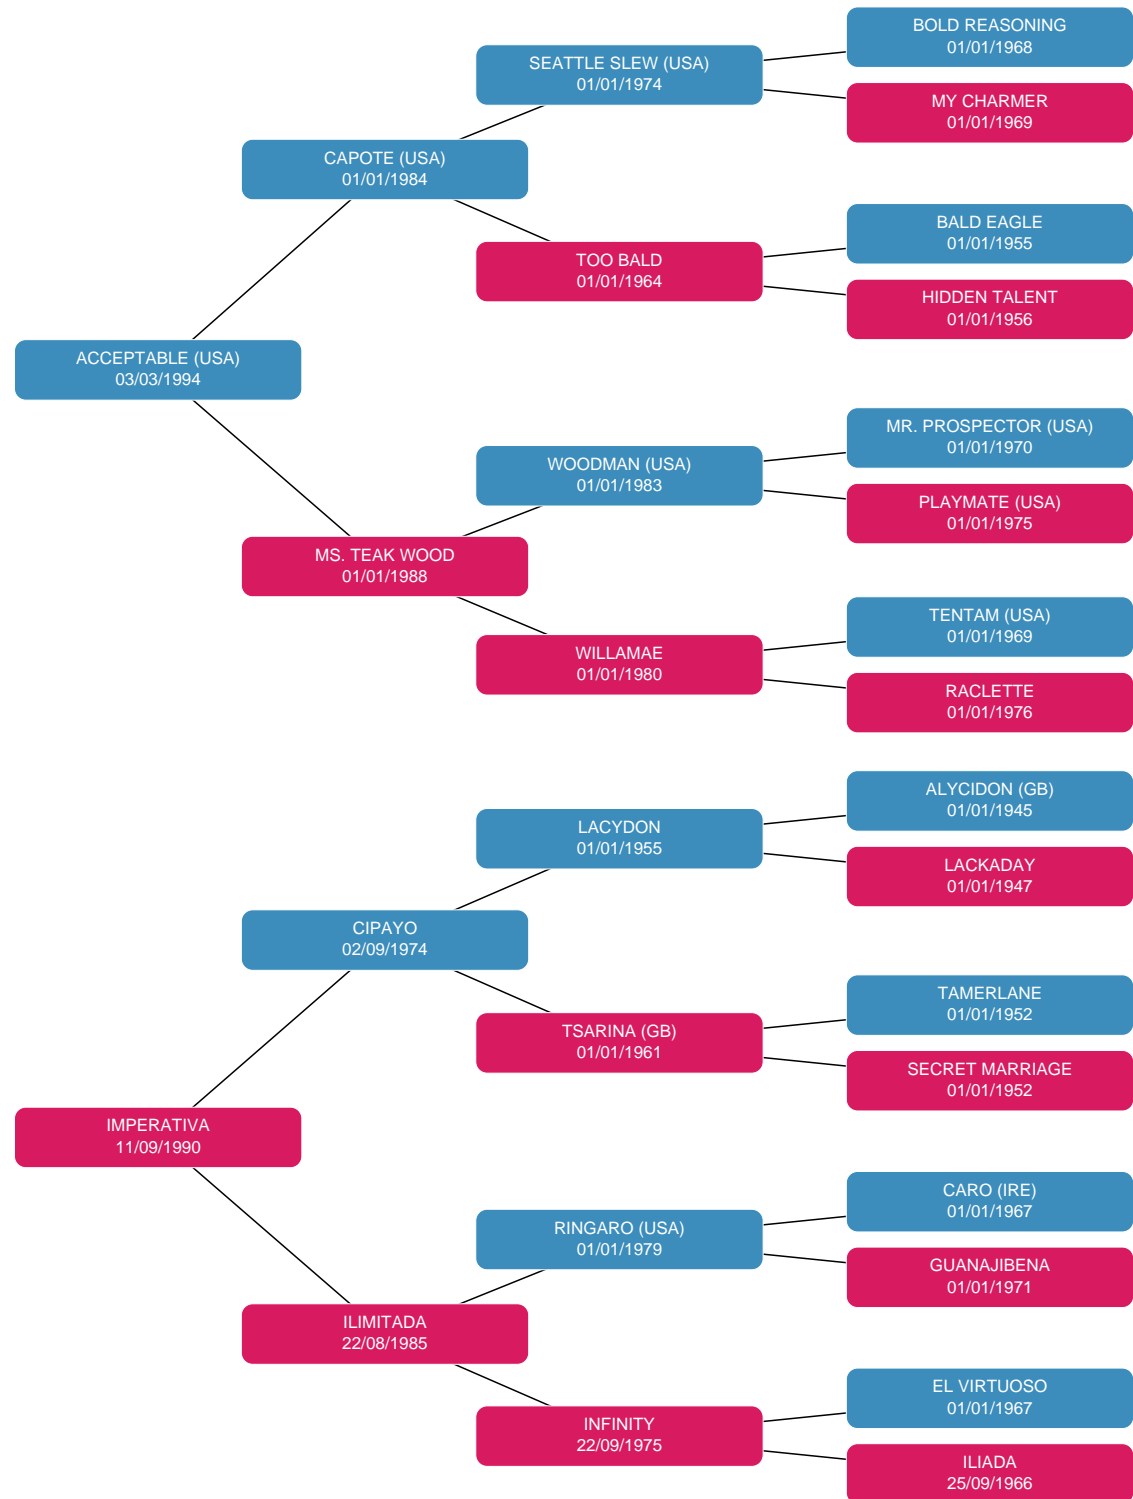 BOLD REASONING
01/01/1968
SEATTLE SLEW (USA)
01/01/1974
MY CHARMER
01/01/1969
CAPOTE (USA)
01/01/1984
BALD EAGLE
01/01/1955
TOO BALD
01/01/1964
HIDDEN TALENT
01/01/1956
ACCEPTABLE (USA)
03/03/1994
MR. PROSPECTOR (USA)
01/01/1970
WOODMAN (USA)
01/01/1983
PLAYMATE (USA)
01/01/1975
MS. TEAK WOOD
01/01/1988
TENTAM (USA)
01/01/1969
WILLAMAE
01/01/1980
RACLETTE
01/01/1976
ALYCIDON (GB)
01/01/1945
LACYDON
01/01/1955
LACKADAY
01/01/1947
CIPAYO
02/09/1974
TAMERLANE
01/01/1952
TSARINA (GB)
01/01/1961
SECRET MARRIAGE
01/01/1952
IMPERATIVA
11/09/1990
CARO (IRE)
01/01/1967
RINGARO (USA)
01/01/1979
GUANAJIBENA
01/01/1971
ILIMITADA
22/08/1985
EL VIRTUOSO
01/01/1967
INFINITY
22/09/1975
ILIADA
25/09/1966